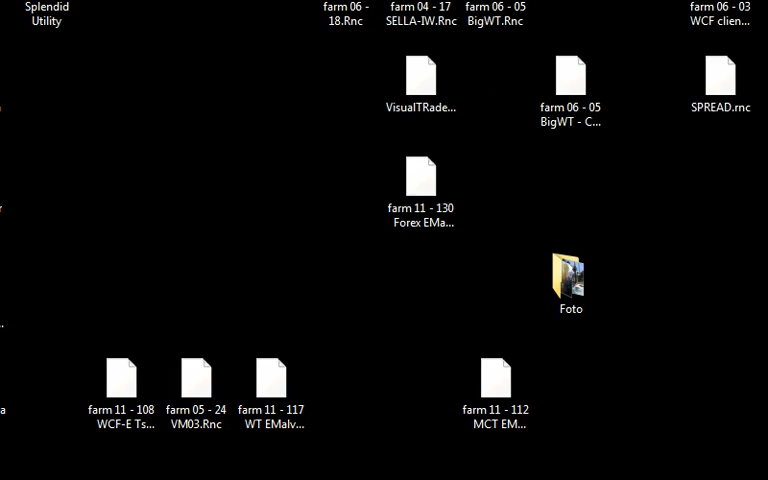 Splendid
Utility
farm 06 -
18.Rnc
farm 04 - 17
SELLA-IW.Rnc
farm 06 - 05
BigWT.Rnc
farm 06 - 03
WCF clien...
VisualTRade...
farm 06 - 05
BigWT - C...
SPREAD.rnc
farm 11 - 130
Forex EMa...
Foto
farm 11 - 108
WCF-E Ts...
farm 05 - 24
VM03.Rnc
farm 11 - 117
WT EMalv...
farm 11 - 112
MCT EM...